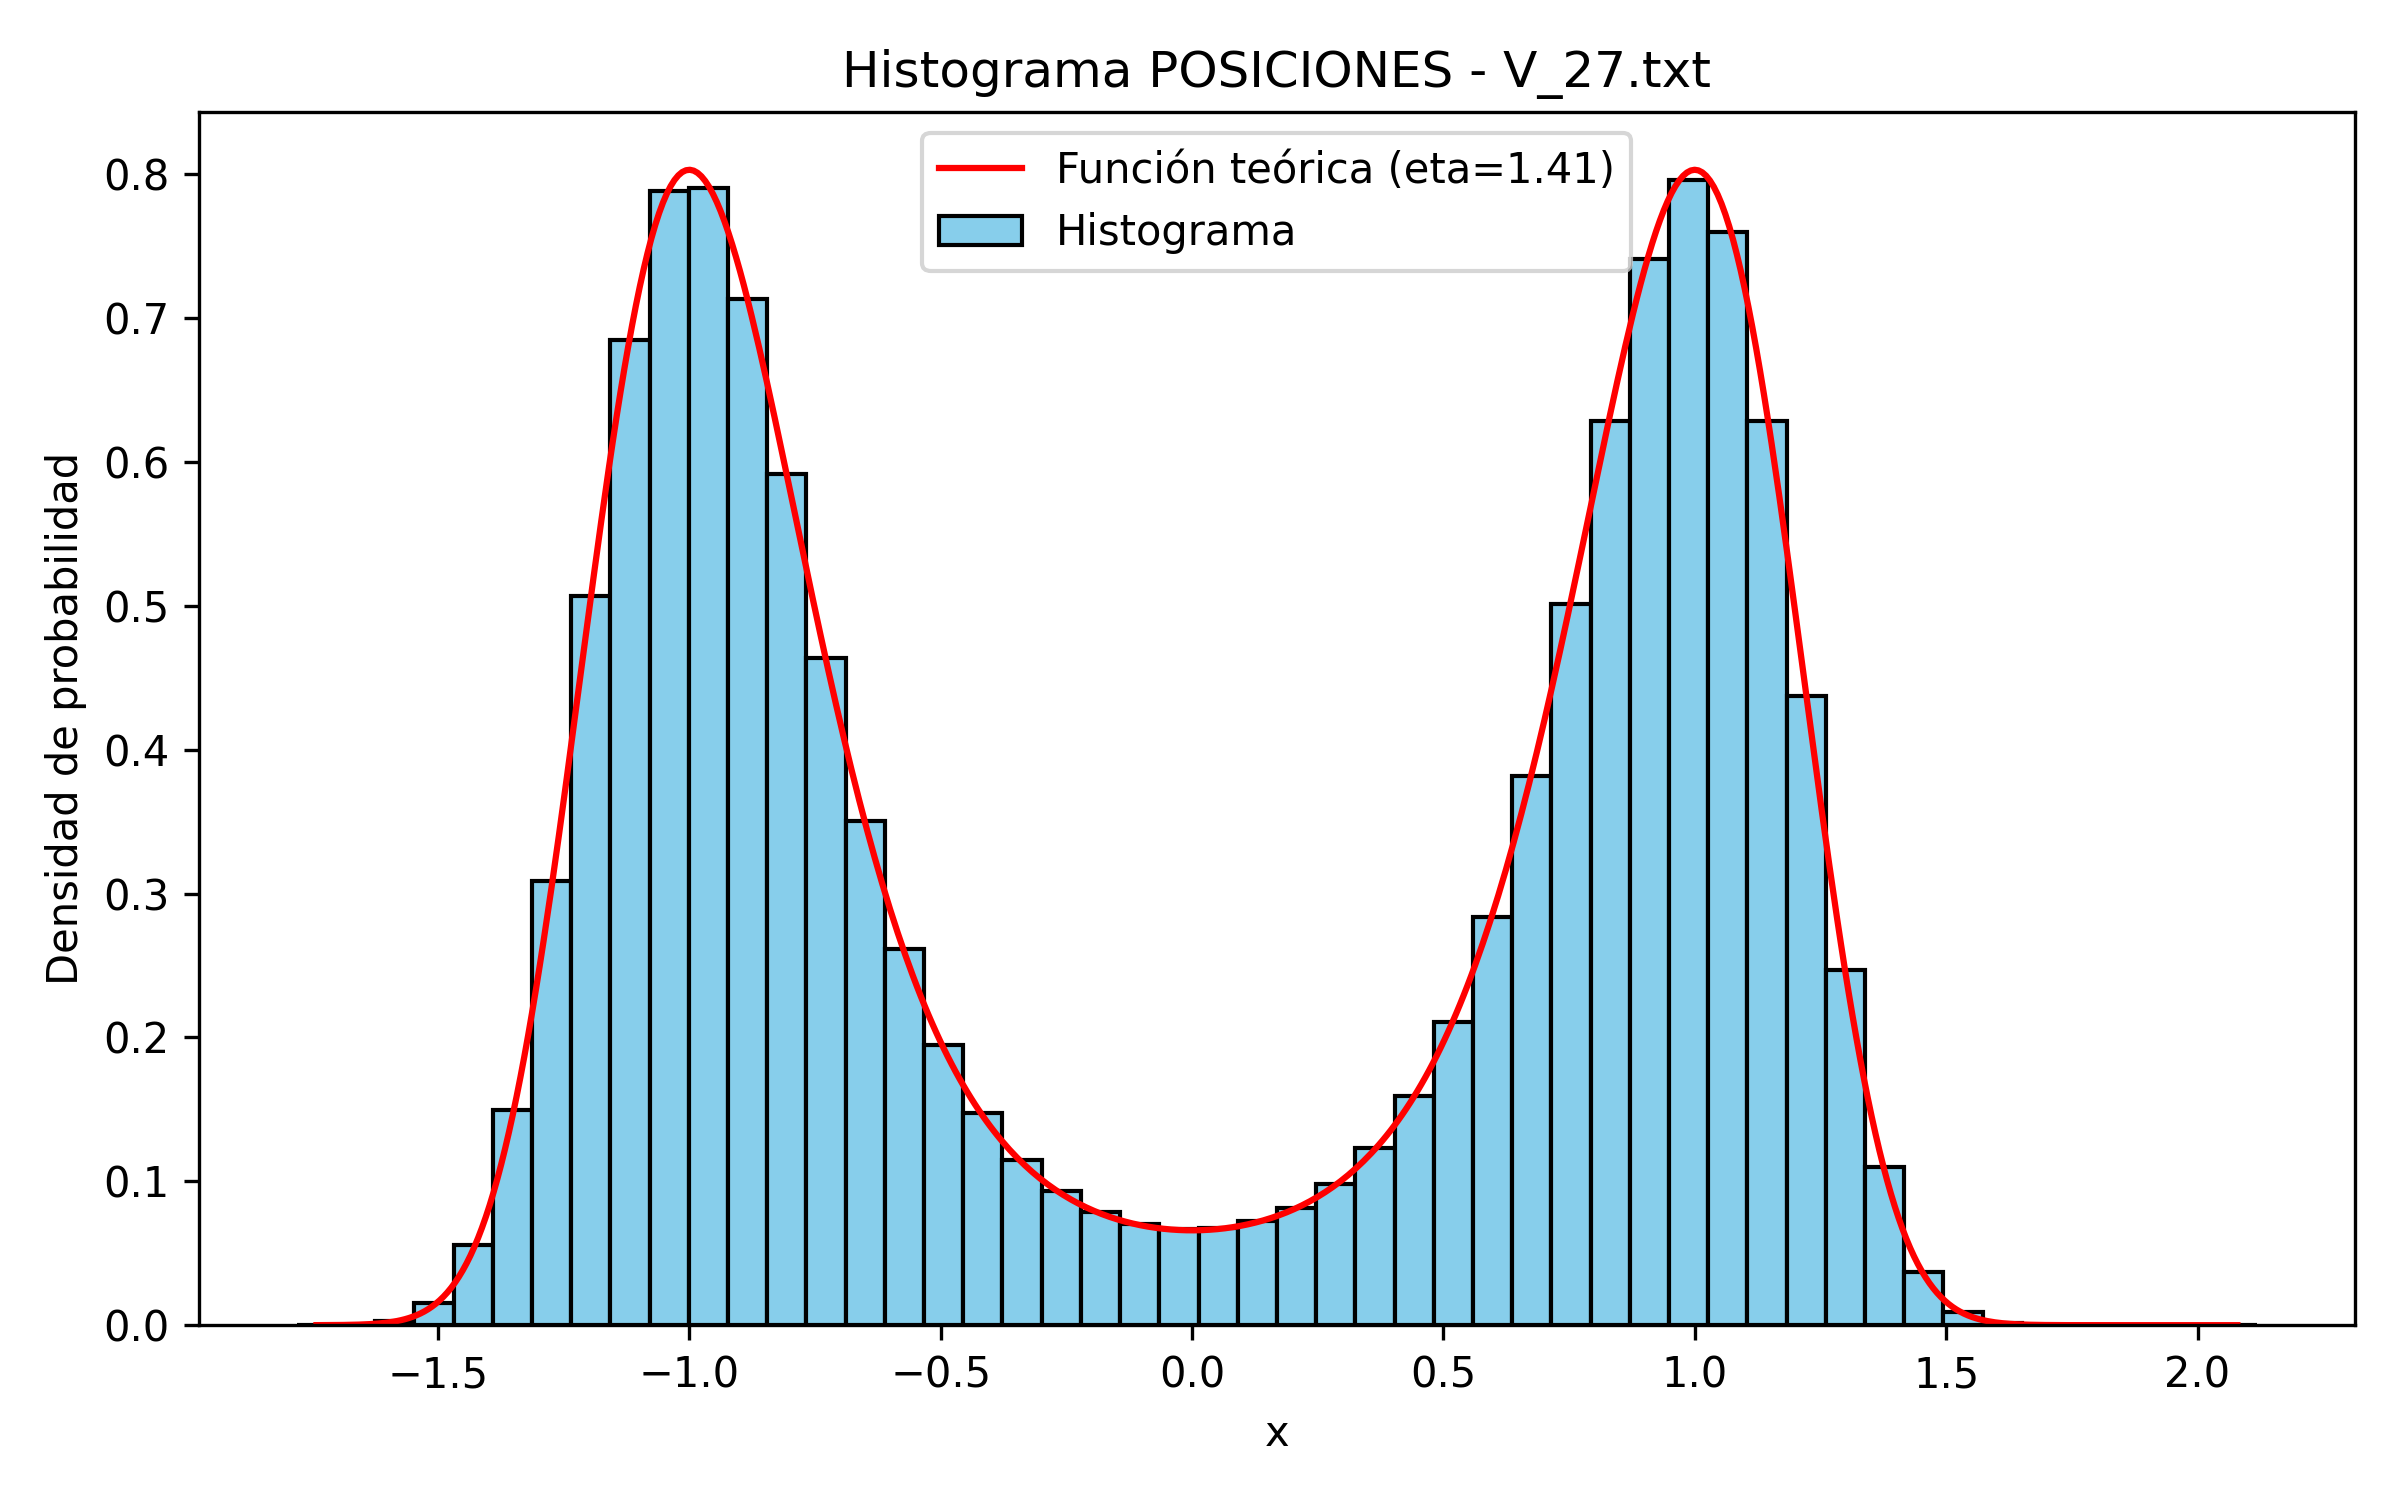 Histograma POSICIONES - V_27.txt
Función teórica (eta=1.41)
Histograma
Densidad de probabilidad
0.8
0.7
0.6
0.5
0.4
0.3
0.2
0.1
0.0
−1.5 −1.0 −0.5 0.0 0.5 1.0 1.5 2.0
x